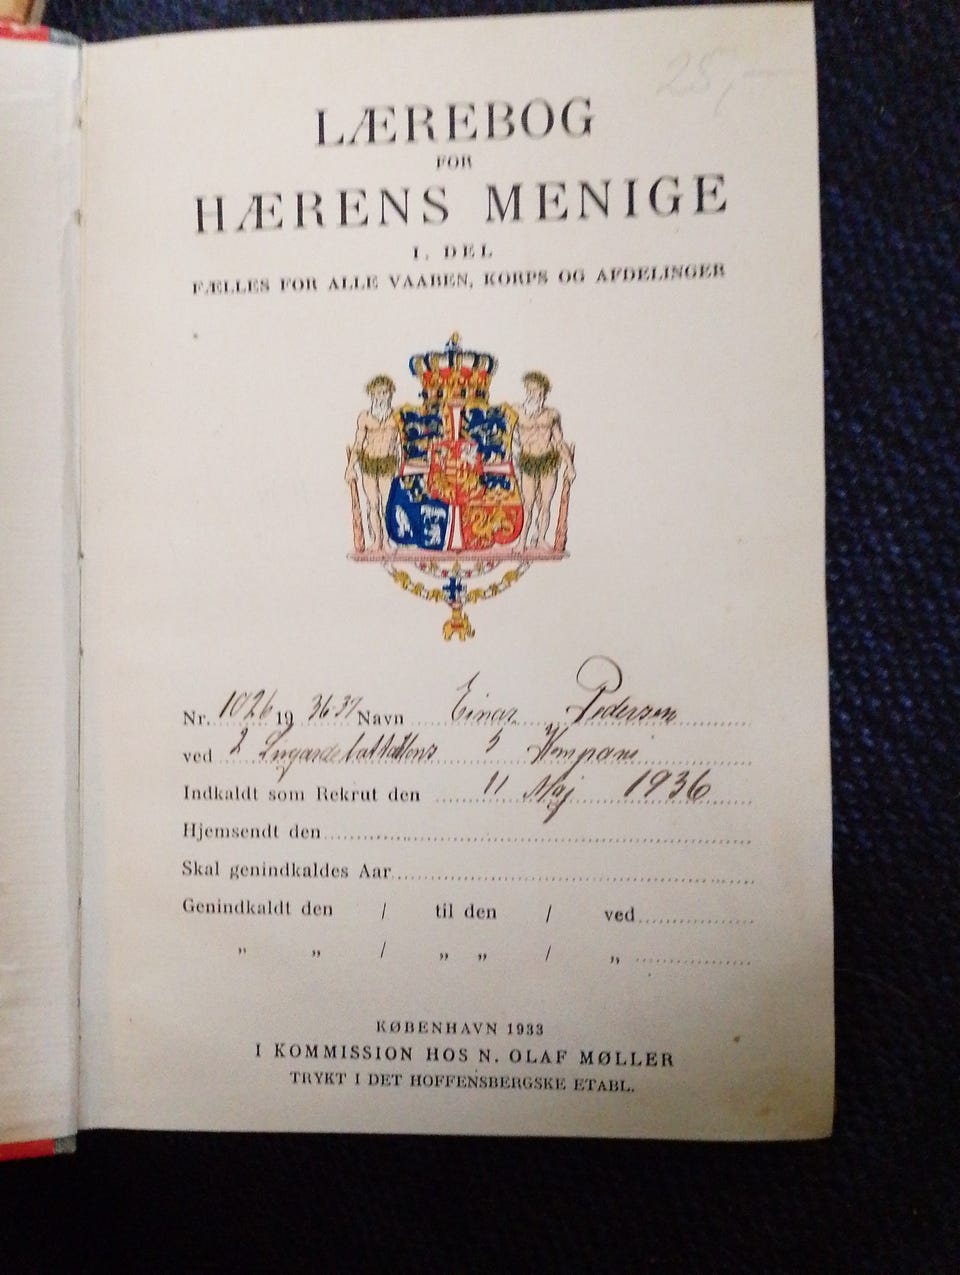 25,-
LÆREBOG
FOR
HÆRENS MENIGE
I. DEL
FÆLLES FOR ALLE VAABEN, KORPS OG AFDELINGER
Nr. 1026 19 36-37 Navn Einar Pedersen
ved 2 5 Kompani
Indkaldt som Rekrut den 11 Maj 1936
Hjemsendt den
Skal genindkaldes Aar
Genindkaldt den / til den / ved
„ „ / „ „ / „
KØBENHAVN 1933
I KOMMISSION HOS N. OLAF MØLLER
TRYKT I DET HOFFENSBERGSKE ETABL.